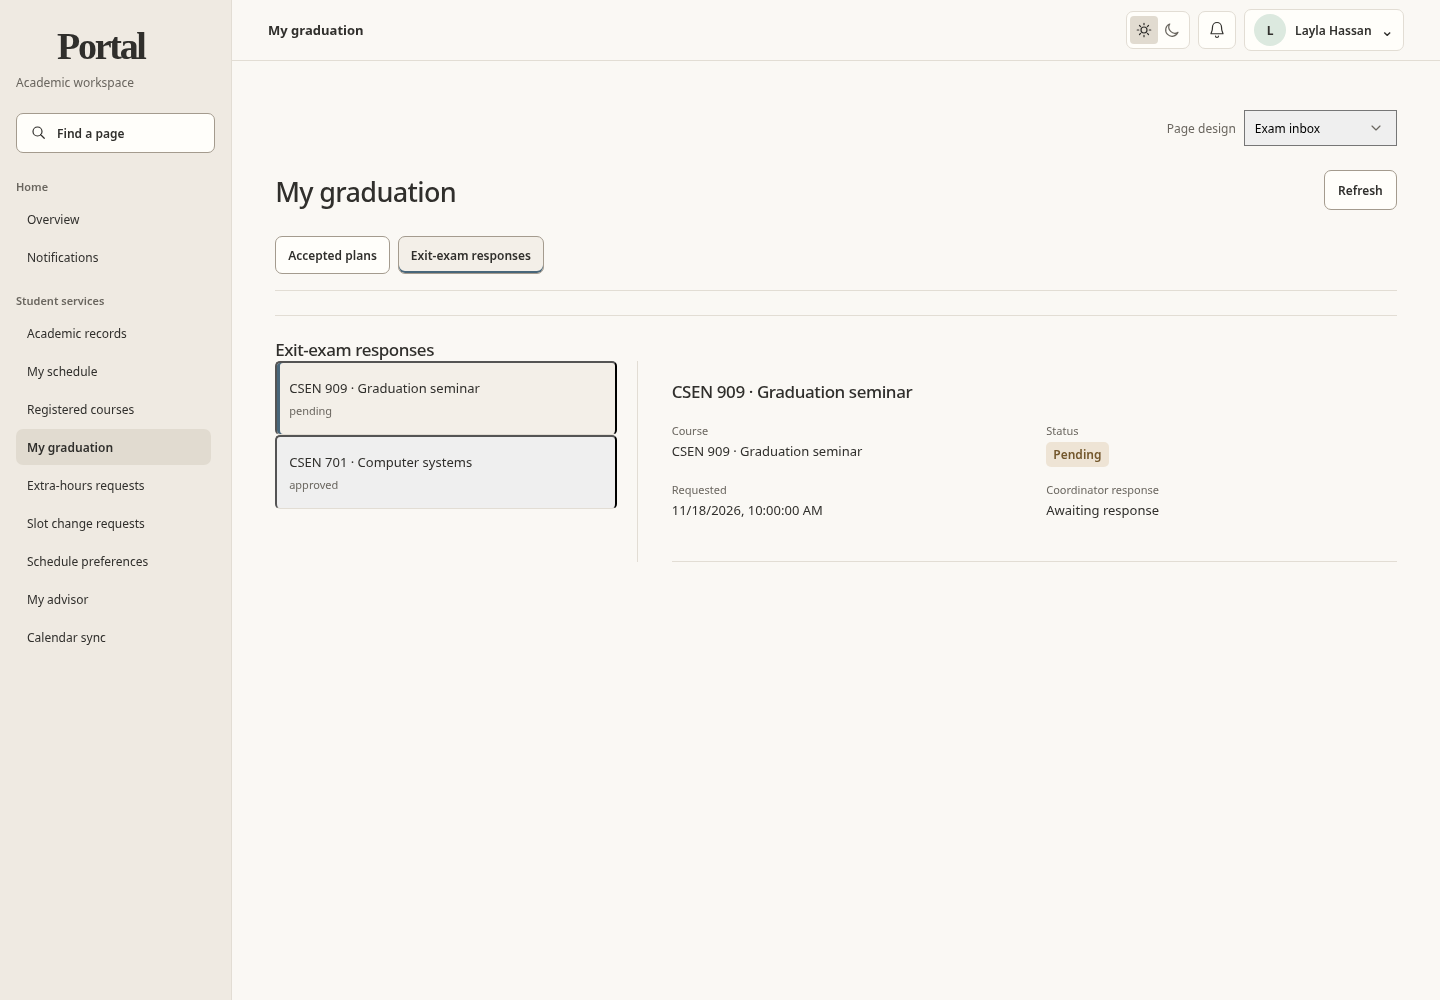 Portal
Academic workspace
Find a page
Home
Overview
Notifications
Student services
Academic records
My schedule
Registered courses
My graduation
Extra-hours requests
Slot change requests
Schedule preferences
My advisor
Calendar sync
My graduation
L
Layla Hassan
Page design
Exam inbox
My graduation
Refresh
Accepted plans
Exit-exam responses
Exit-exam responses
CSEN 909 · Graduation seminar
pending
CSEN 701 · Computer systems
approved
CSEN 909 · Graduation seminar
Course
CSEN 909 · Graduation seminar
Status
Pending
Requested
11/18/2026, 10:00:00 AM
Coordinator response
Awaiting response